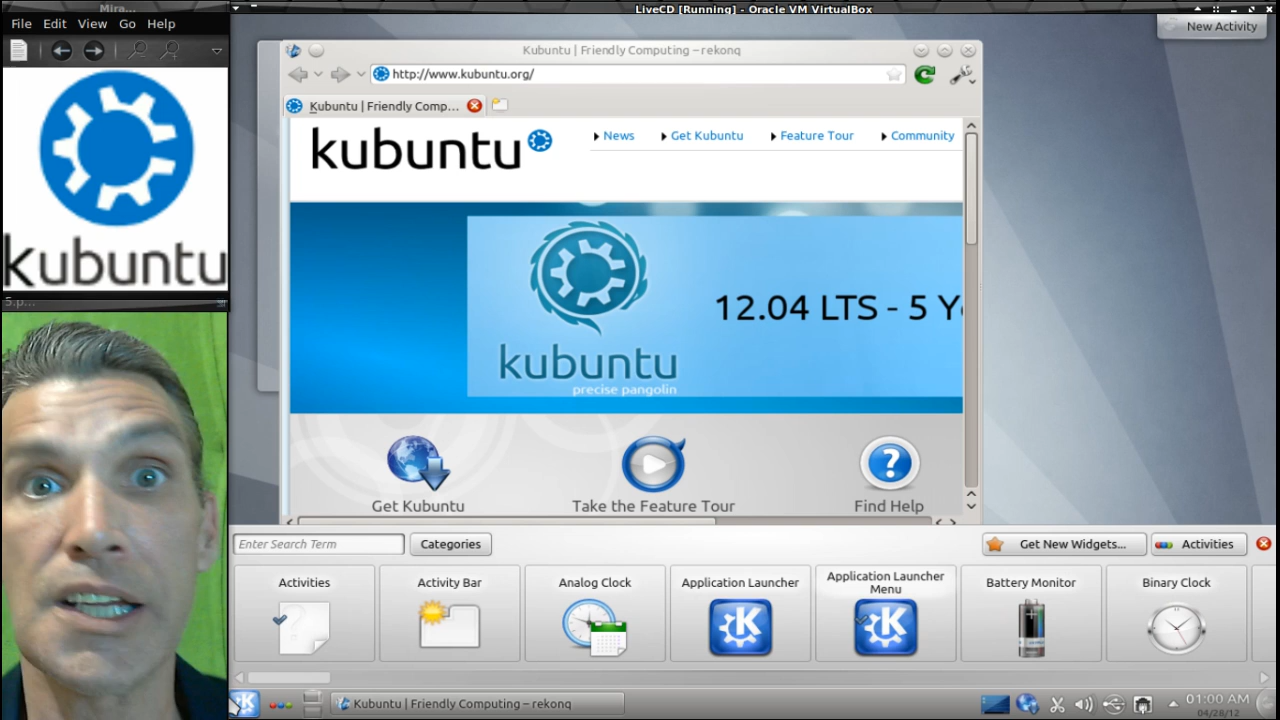 Mira...
File Edit View Go Help
kubuntu
5.p...
LiveCD [Running] - Oracle VM VirtualBox
New Activity
Kubuntu | Friendly Computing – rekonq
http://www.kubuntu.org/
Kubuntu | Friendly Comp...
kubuntu
News Get Kubuntu Feature Tour Community
kubuntu
precise pangolin
12.04 LTS - 5 Y
Get Kubuntu Take the Feature Tour Find Help
Enter Search Term Categories Get New Widgets... Activities
Activities Activity Bar Analog Clock Application Launcher Application Launcher Menu Battery Monitor Binary Clock
Kubuntu | Friendly Computing – rekonq
01:00 AM
04/28/12